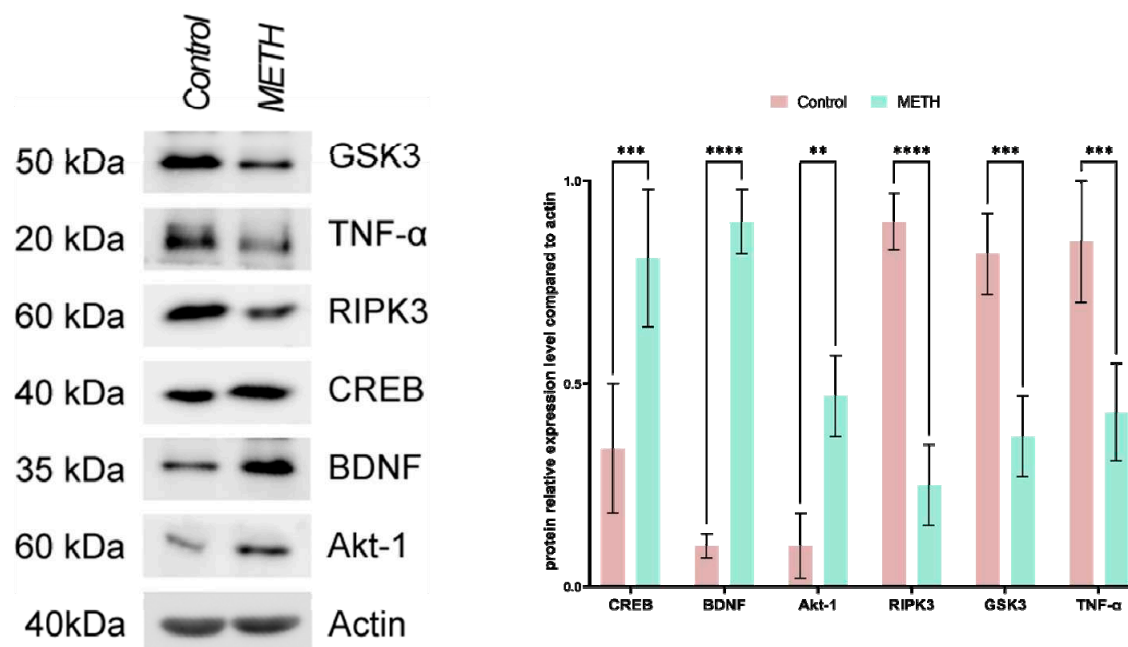 Control METH
50 kDa GSK3
20 kDa TNF-α
60 kDa RIPK3
40 kDa CREB
35 kDa BDNF
60 kDa Akt-1
40kDa Actin
Control METH
*** **** ** **** *** ***
protein relative expression level compared to actin
1.0
0.5
0.0
CREB BDNF Akt-1 RIPK3 GSK3 TNF-α